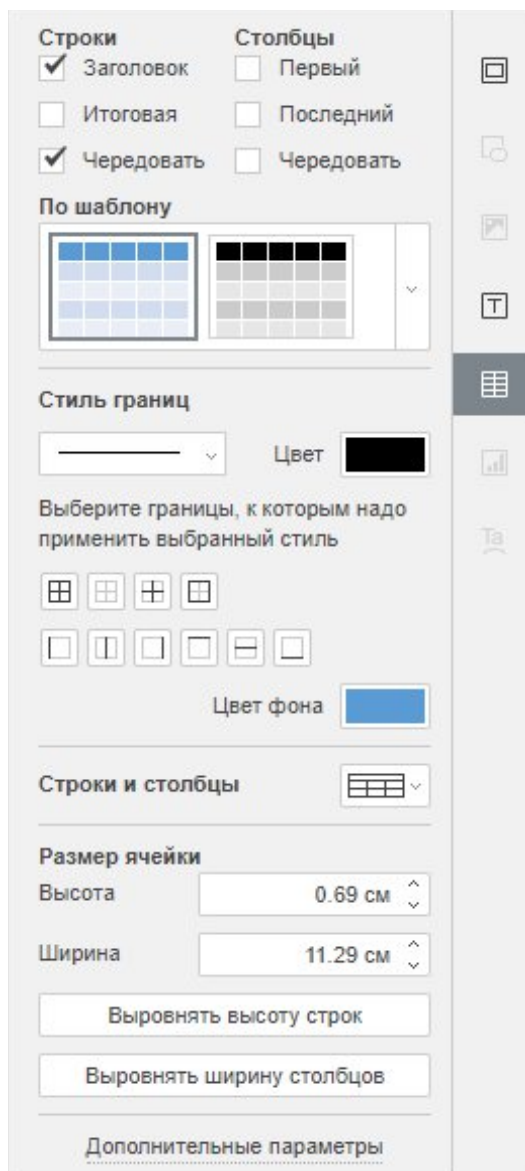 Строки Столбцы
Заголовок Первый
Итоговая Последний
Чередовать Чередовать
По шаблону
Стиль границ
Цвет
Выберите границы, к которым надо
применить выбранный стиль
Цвет фона
Строки и столбцы
Размер ячейки
Высота 0.69 см
Ширина 11.29 см
Выровнять высоту строк
Выровнять ширину столбцов
Дополнительные параметры
T
Ta